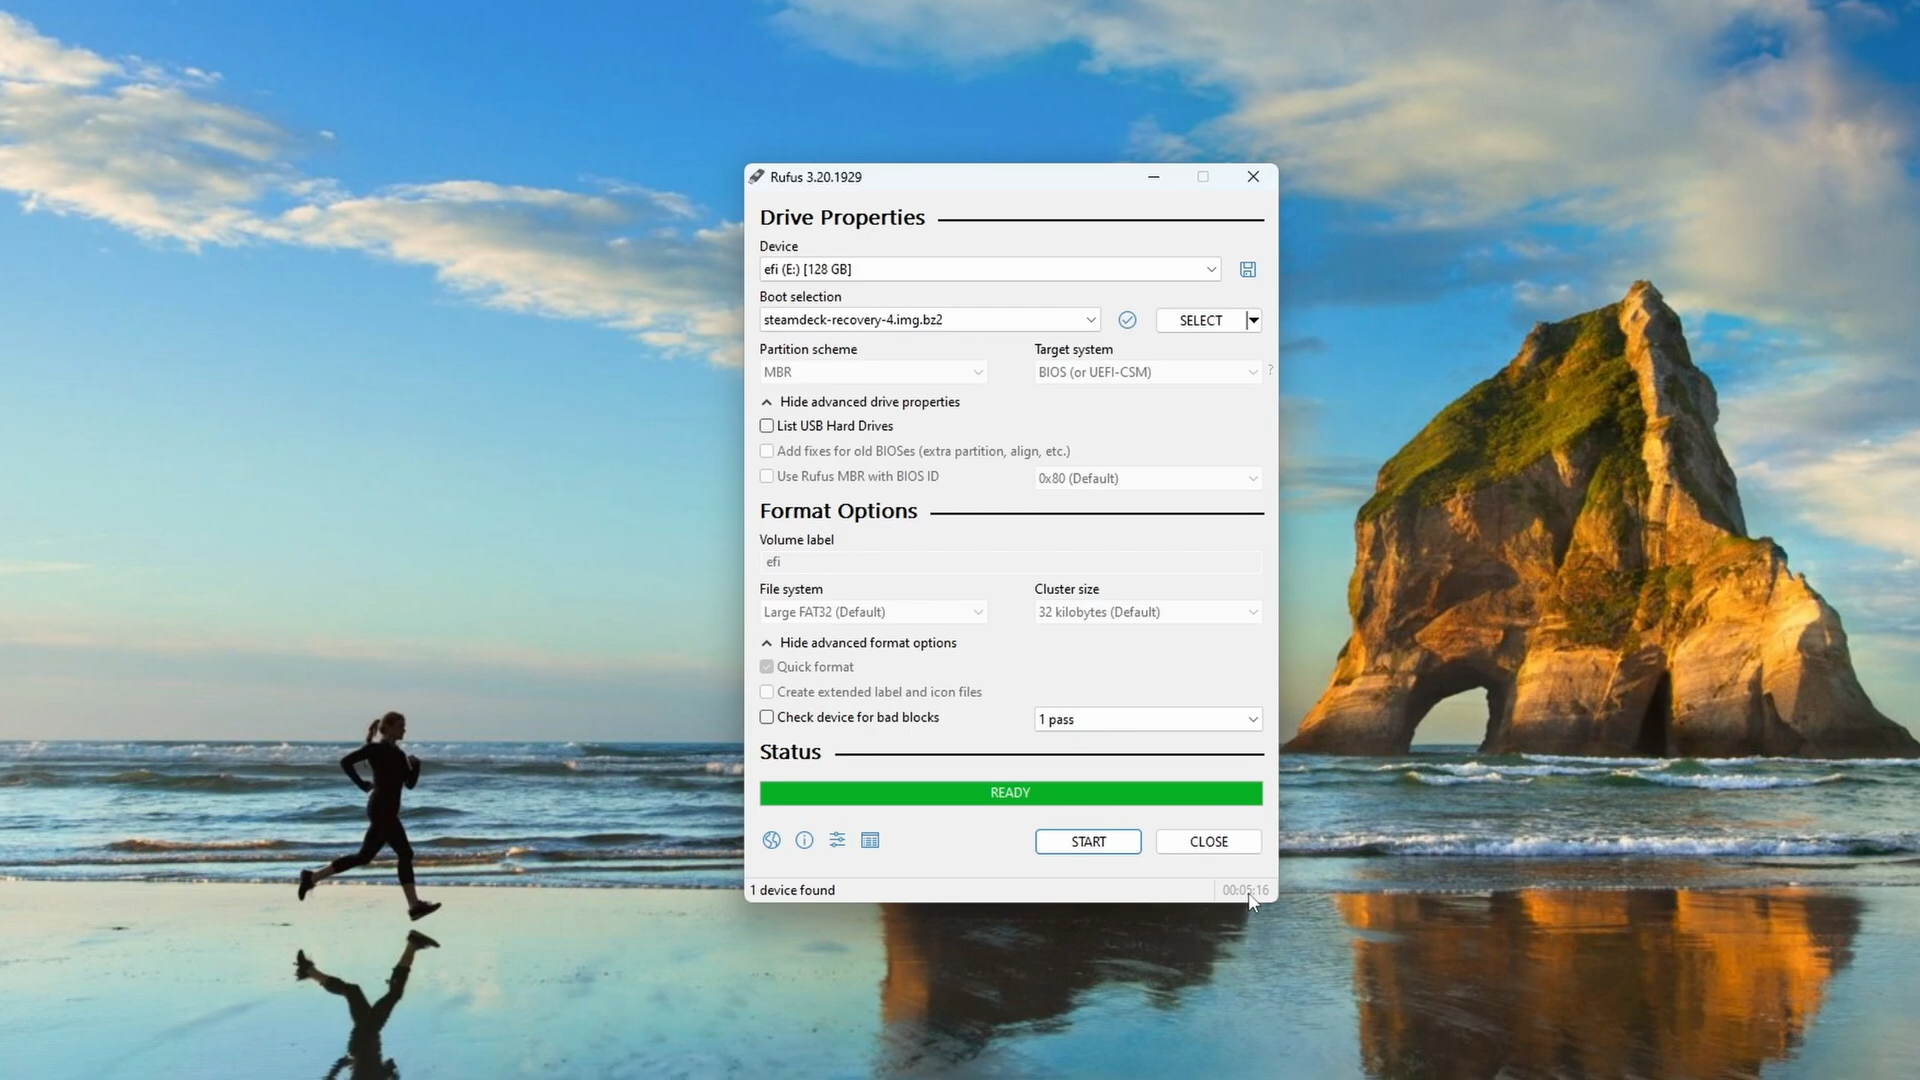 Rufus 3.20.1929
Drive Properties
Device
efi (E:) [128 GB]
Boot selection
steamdeck-recovery-4.img.bz2
SELECT
Partition scheme
Target system
MBR
BIOS (or UEFI-CSM)
?
Hide advanced drive properties
List USB Hard Drives
Add fixes for old BIOSes (extra partition, align, etc.)
Use Rufus MBR with BIOS ID
0x80 (Default)
Format Options
Volume label
efi
File system
Cluster size
Large FAT32 (Default)
32 kilobytes (Default)
Hide advanced format options
Quick format
Create extended label and icon files
Check device for bad blocks
1 pass
Status
READY
START
CLOSE
1 device found
00:05:16